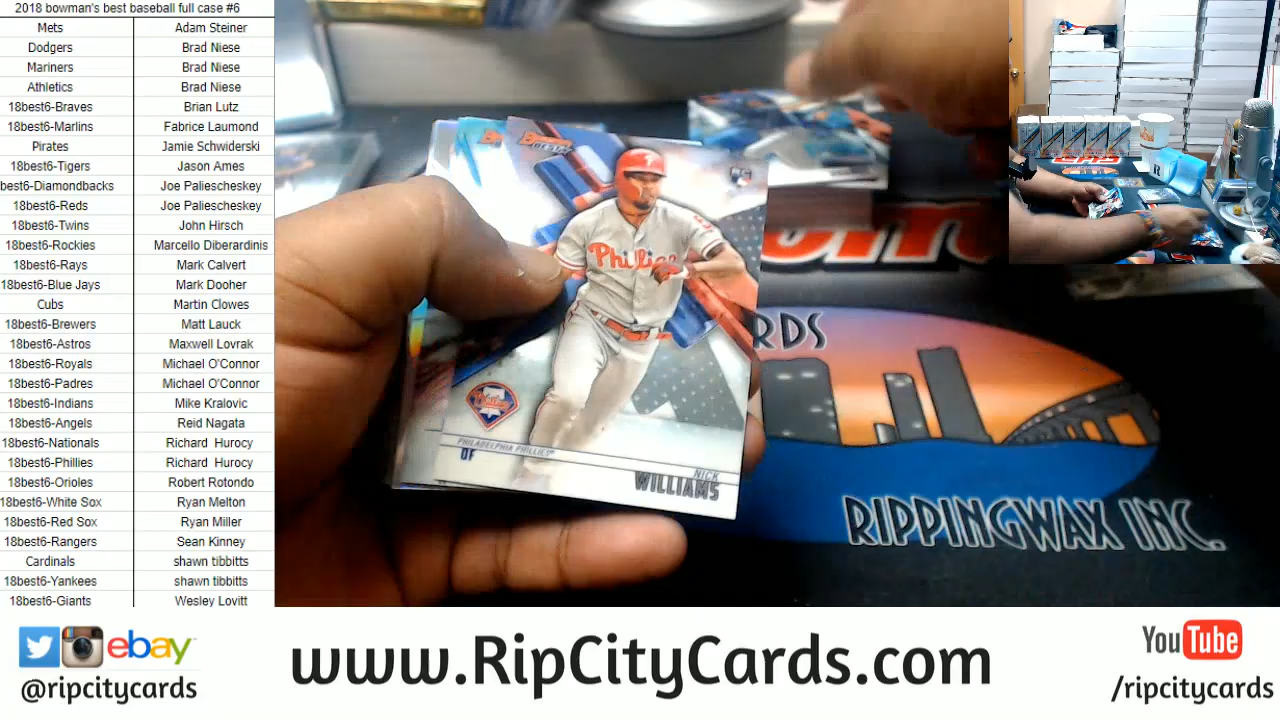 2018 bowman's best baseball full case #6
Mets Adam Steiner
Dodgers Brad Niese
Mariners Brad Niese
Athletics Brad Niese
18best6-Braves Brian Lutz
18best6-Marlins Fabrice Laumond
Pirates Jamie Schwiderski
18best6-Tigers Jason Ames
best6-Diamondbacks Joe Paliescheskey
18best6-Reds Joe Paliescheskey
18best6-Twins John Hirsch
18best6-Rockies Marcello Diberardinis
18best6-Rays Mark Calvert
18best6-Blue Jays Mark Dooher
Cubs Martin Clowes
18best6-Brewers Matt Lauck
18best6-Astros Maxwell Lovrak
18best6-Royals Michael O'Connor
18best6-Padres Michael O'Connor
18best6-Indians Mike Kralovic
18best6-Angels Reid Nagata
18best6-Nationals Richard Hurocy
18best6-Phillies Richard Hurocy
18best6-Orioles Robert Rotondo
18best6-White Sox Ryan Melton
18best6-Red Sox Ryan Miller
18best6-Rangers Sean Kinney
Cardinals shawn tibbitts
18best6-Yankees shawn tibbitts
18best6-Giants Wesley Lovitt
Phillies
PHILADELPHIA PHILLIES
OF
NICK
WILLIAMS
RDS
RIPPINGWAX INC.
ebay
@ripcitycards
www.RipCityCards.com
YouTube
/ripcitycards